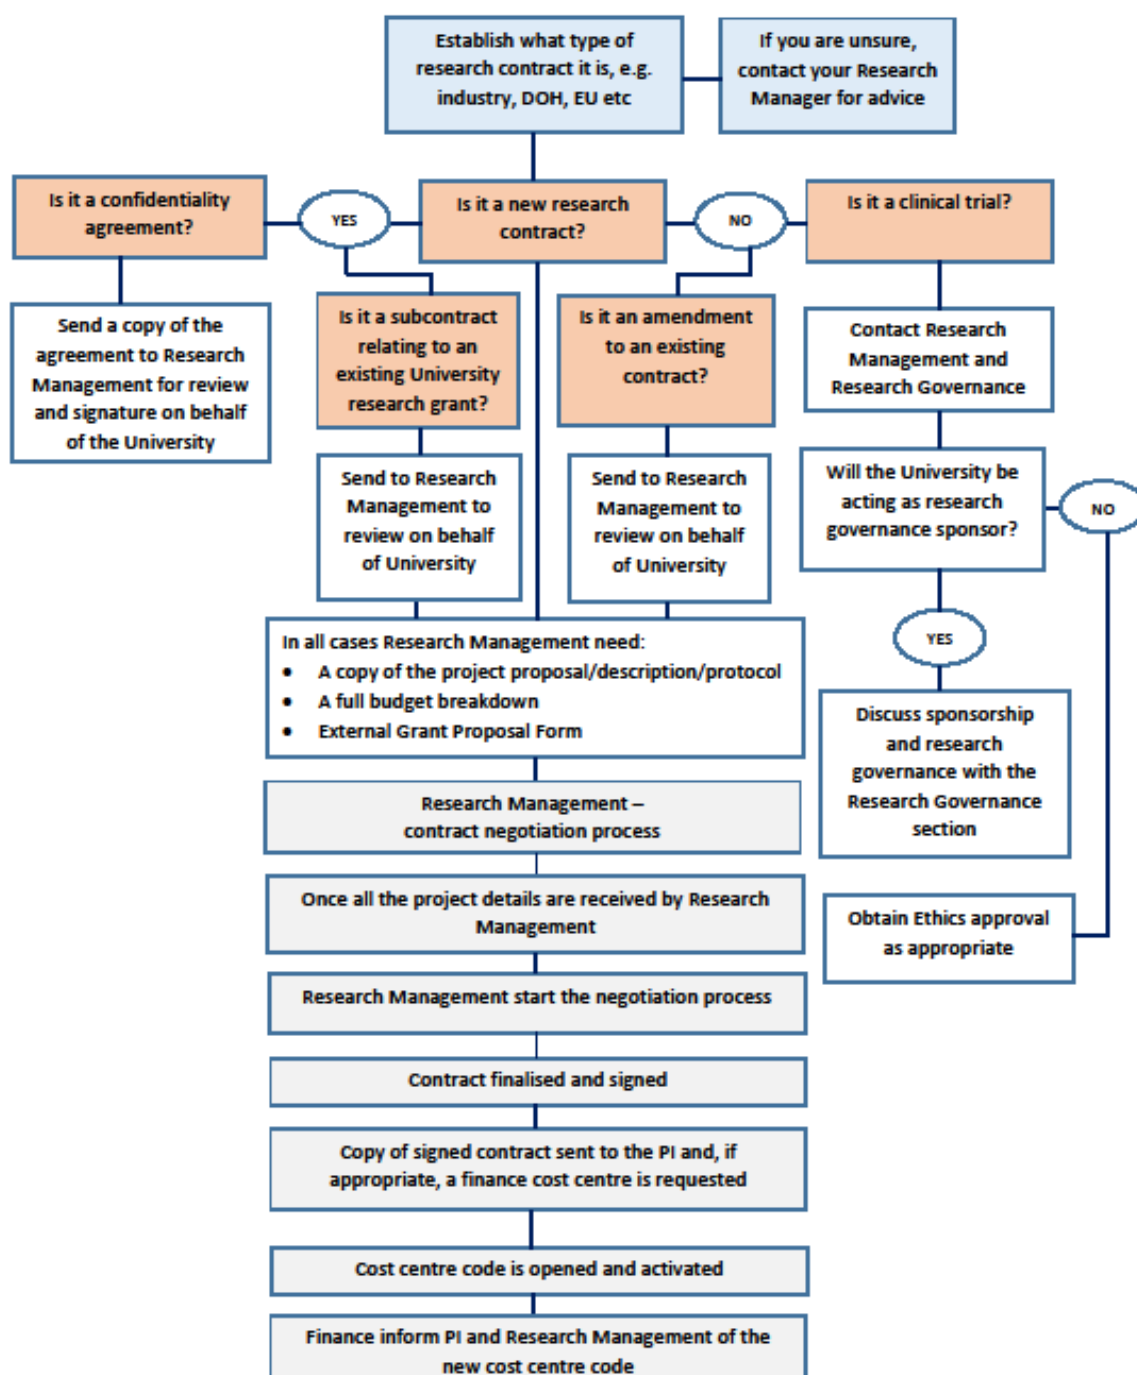 Establish what type of
research contract it is, e.g.
industry, DOH, EU etc
If you are unsure,
contact your Research
Manager for advice
Is it a confidentiality
agreement?
YES
Is it a new research
contract?
NO
Is it a clinical trial?
Send a copy of the
agreement to Research
Management for review
and signature on behalf
of the University
Is it a subcontract
relating to an
existing University
research grant?
Is it an amendment
to an existing
contract?
Contact Research
Management and
Research Governance
Send to Research
Management to
review on behalf
of University
Send to Research
Management to
review on behalf
of University
Will the University be
acting as research
governance sponsor?
NO
YES
In all cases Research Management need:
• A copy of the project proposal/description/protocol
• A full budget breakdown
• External Grant Proposal Form
Discuss sponsorship
and research
governance with the
Research Governance
section
Research Management –
contract negotiation process
Once all the project details are received by Research
Management
Obtain Ethics approval
as appropriate
Research Management start the negotiation process
Contract finalised and signed
Copy of signed contract sent to the PI and, if
appropriate, a finance cost centre is requested
Cost centre code is opened and activated
Finance inform PI and Research Management of the
new cost centre code